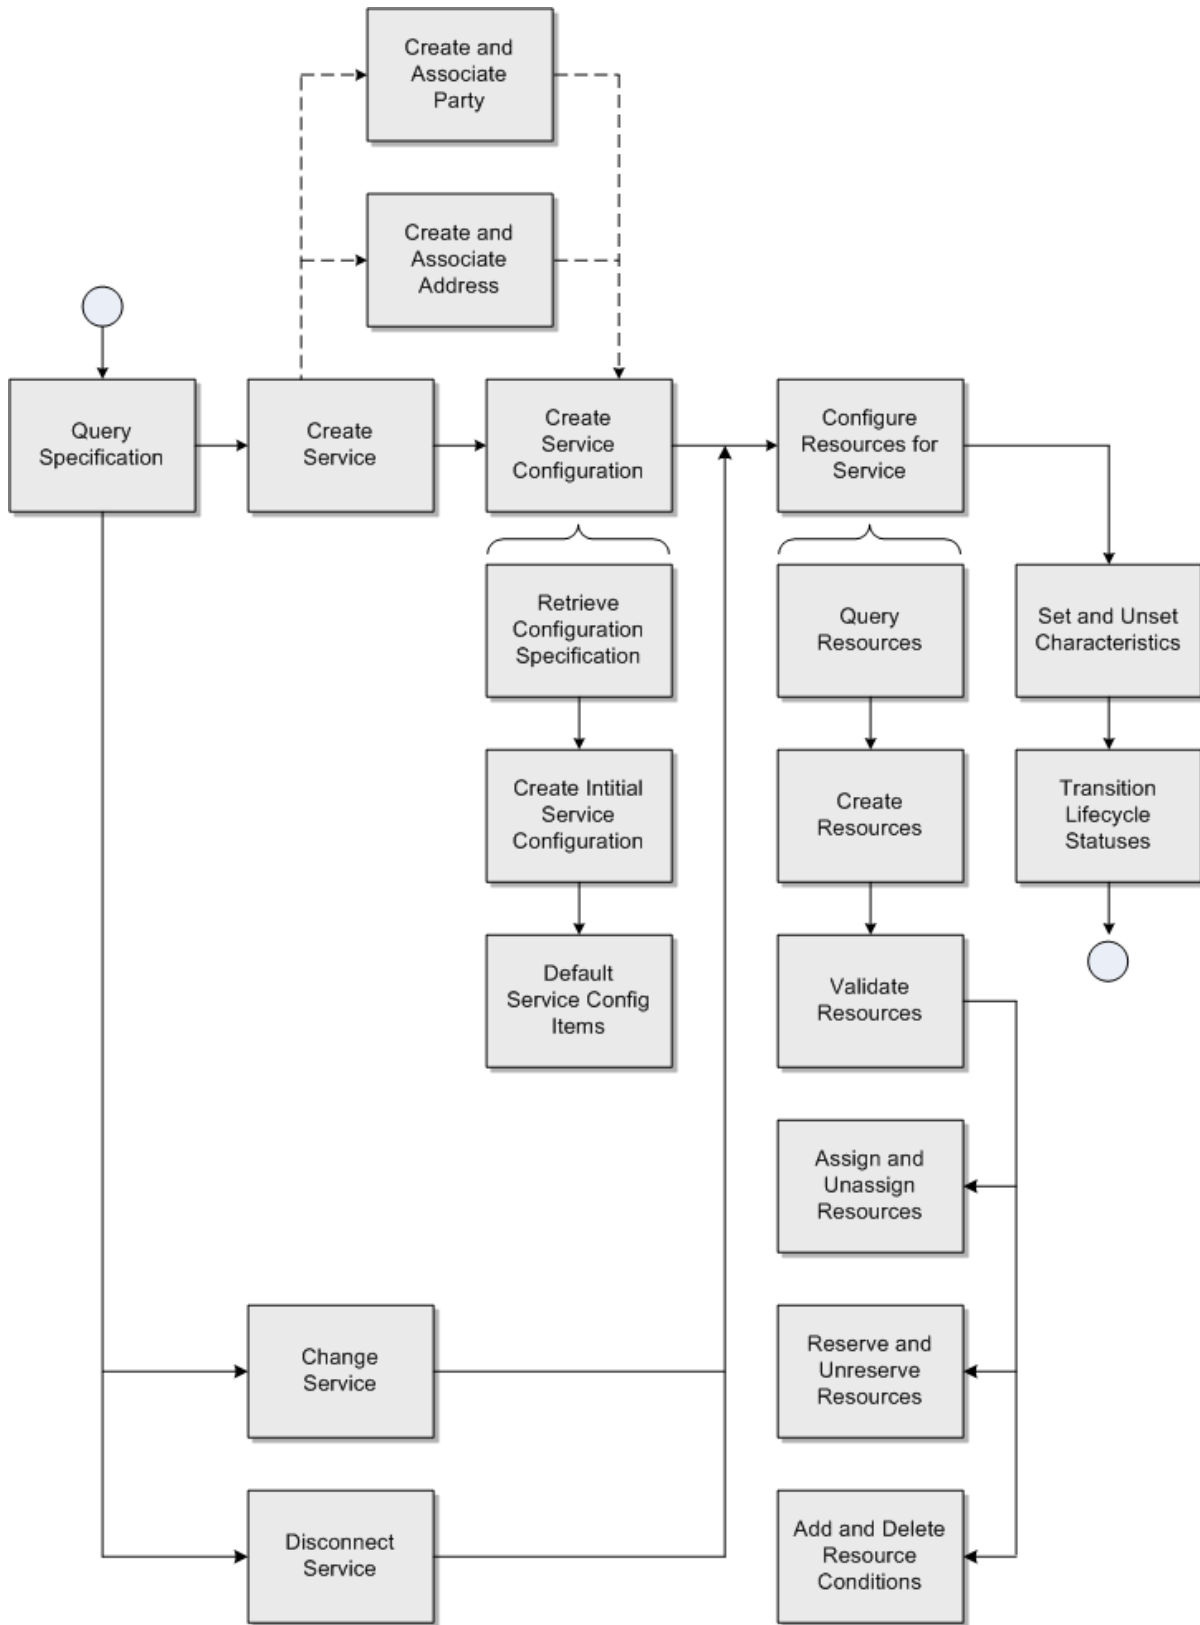 Create and
Associate
Party
Create and
Associate
Address
Query
Specification
Create
Service
Create
Service
Configuration
Configure
Resources for
Service
Retrieve
Configuration
Specification
Query
Resources
Set and Unset
Characteristics
Create Intitial
Service
Configuration
Create
Resources
Transition
Lifecycle
Statuses
Default
Service Config
Items
Validate
Resources
Assign and
Unassign
Resources
Change
Service
Reserve and
Unreserve
Resources
Disconnect
Service
Add and Delete
Resource
Conditions